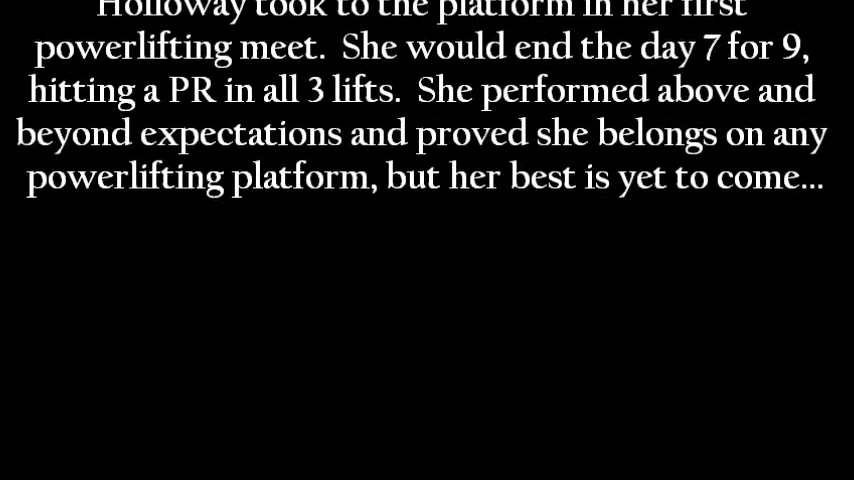 Holloway took to the platform in her first
powerlifting meet.  She would end the day 7 for 9,
hitting a PR in all 3 lifts.  She performed above and
beyond expectations and proved she belongs on any
powerlifting platform, but her best is yet to come...